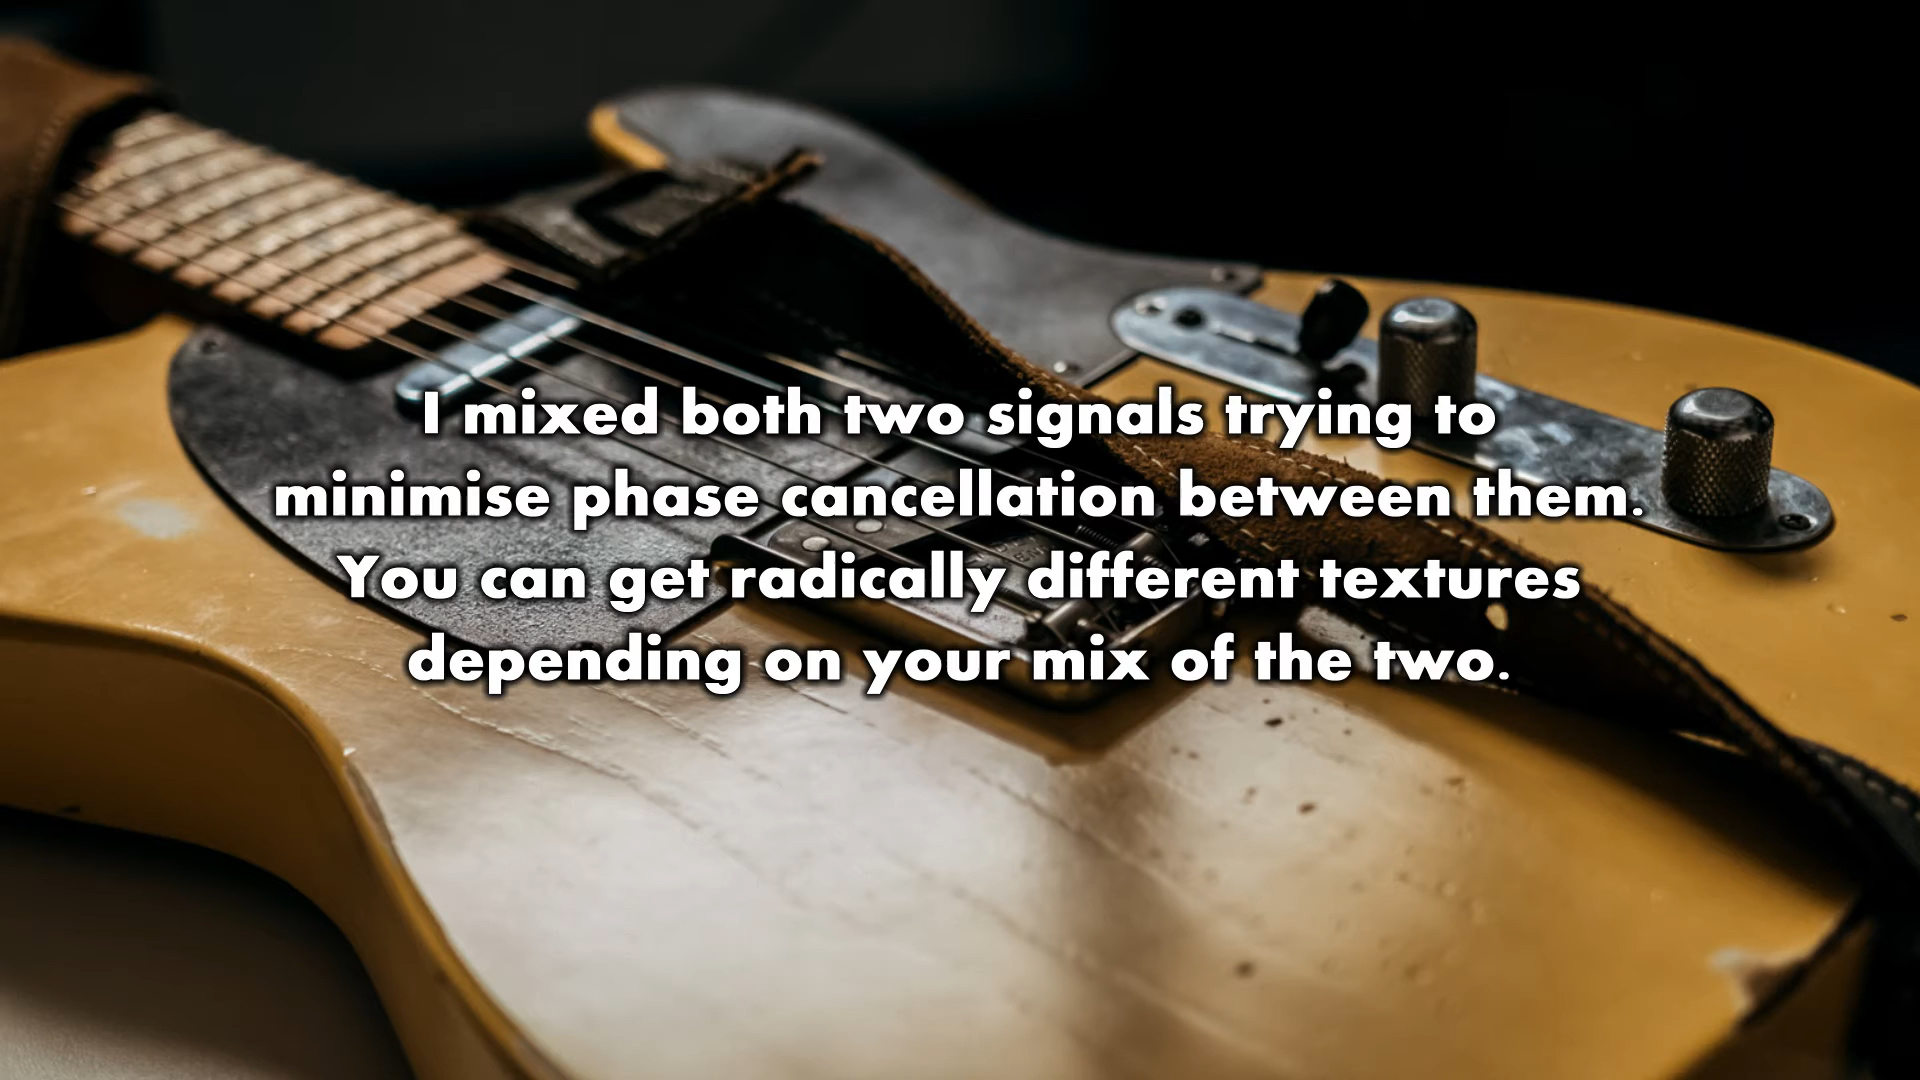 I mixed both two signals trying to
minimise phase cancellation between them.
You can get radically different textures
depending on your mix of the two.